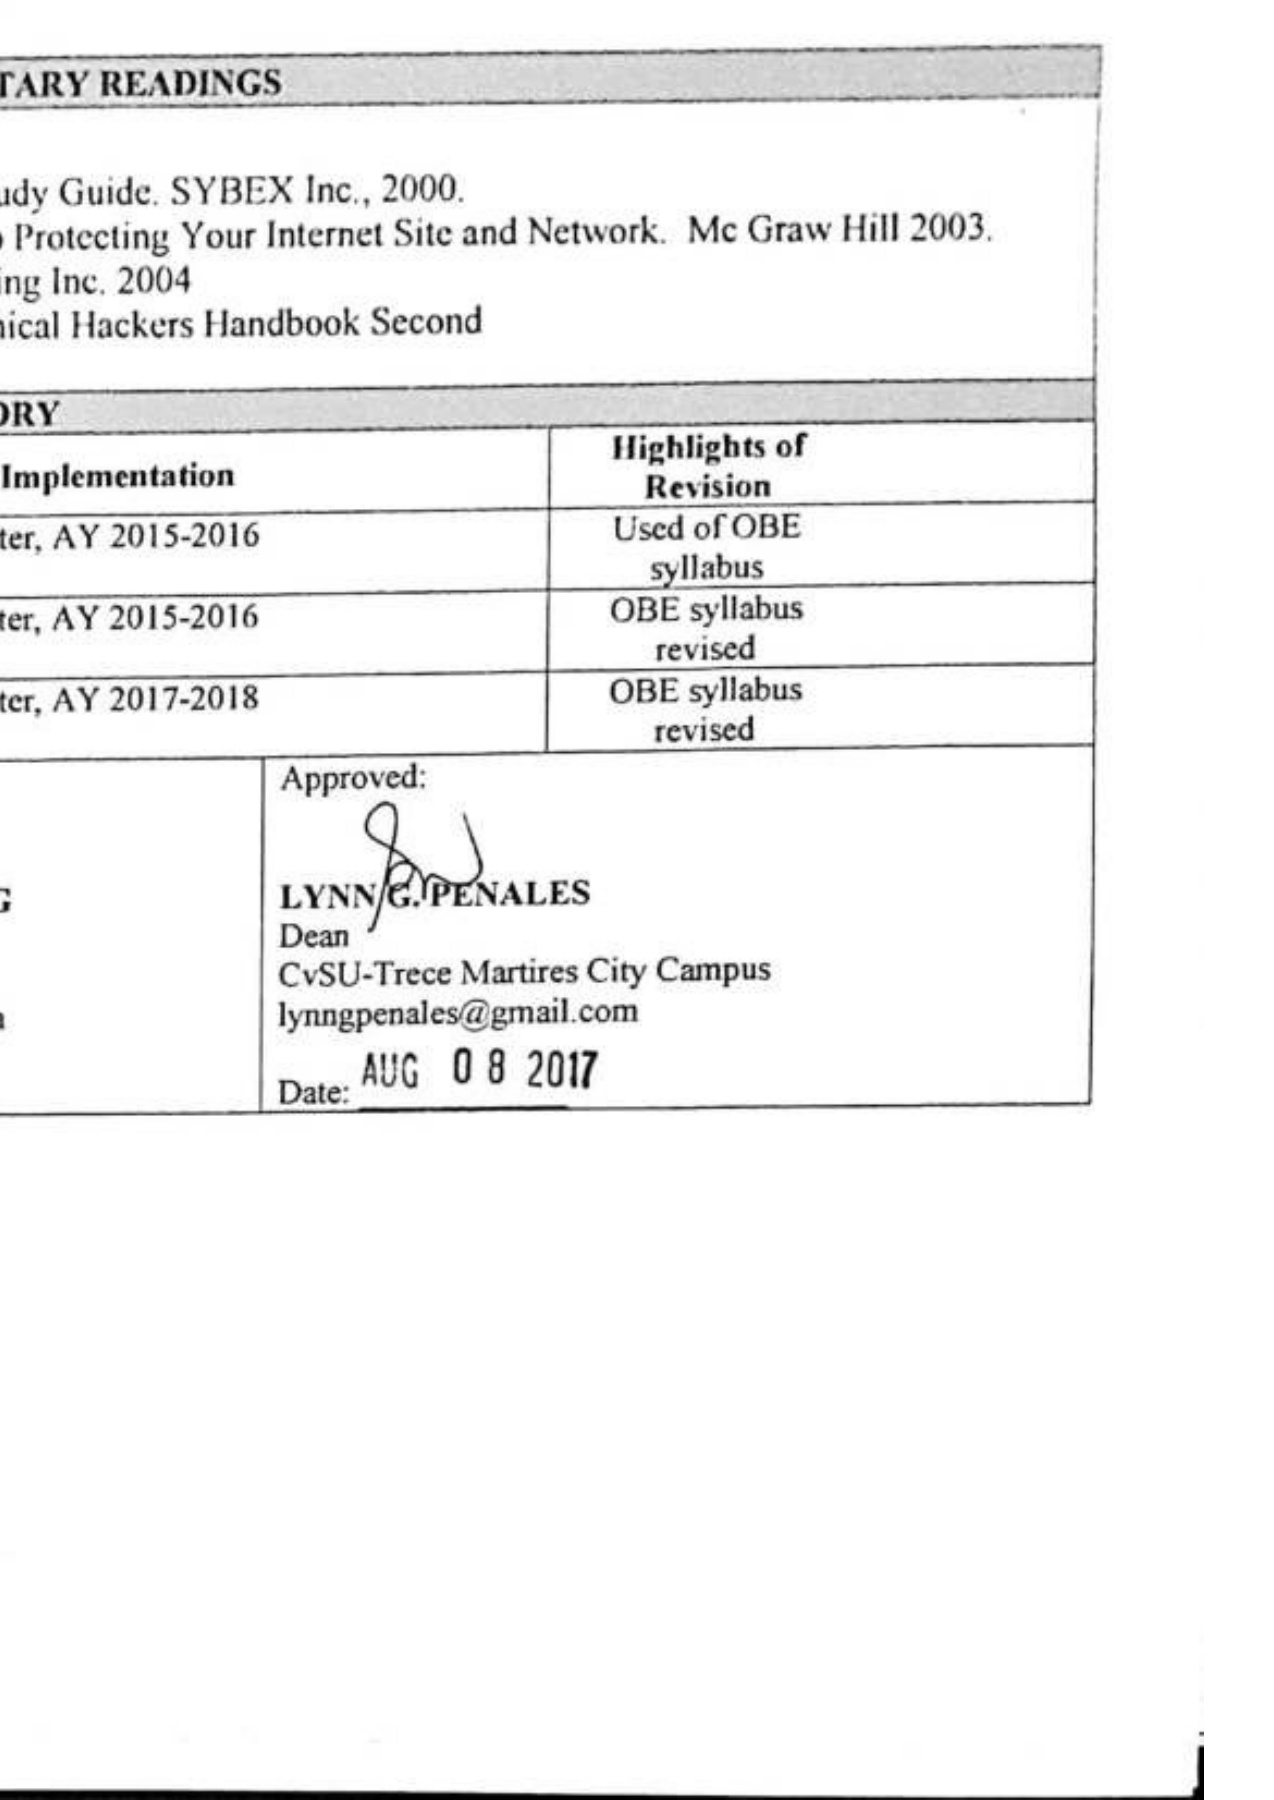 TARY READINGS
udy Guide. SYBEX Inc., 2000.
Protecting Your Internet Site and Network. Mc Graw Hill 2003.
ing Inc. 2004
nical Hackers Handbook Second
ORY
Implementation
Highlights of
Revision
ter, AY 2015-2016
Used of OBE
syllabus
ter, AY 2015-2016
OBE syllabus
revised
ter, AY 2017-2018
OBE syllabus
revised
Approved:
G
LYNN G. PENALES
Dean
CvSU-Trece Martires City Campus
lynngpenales@gmail.com
AUG 08 2017
Date: